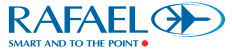 RAFAEL
SMART AND TO THE POINT